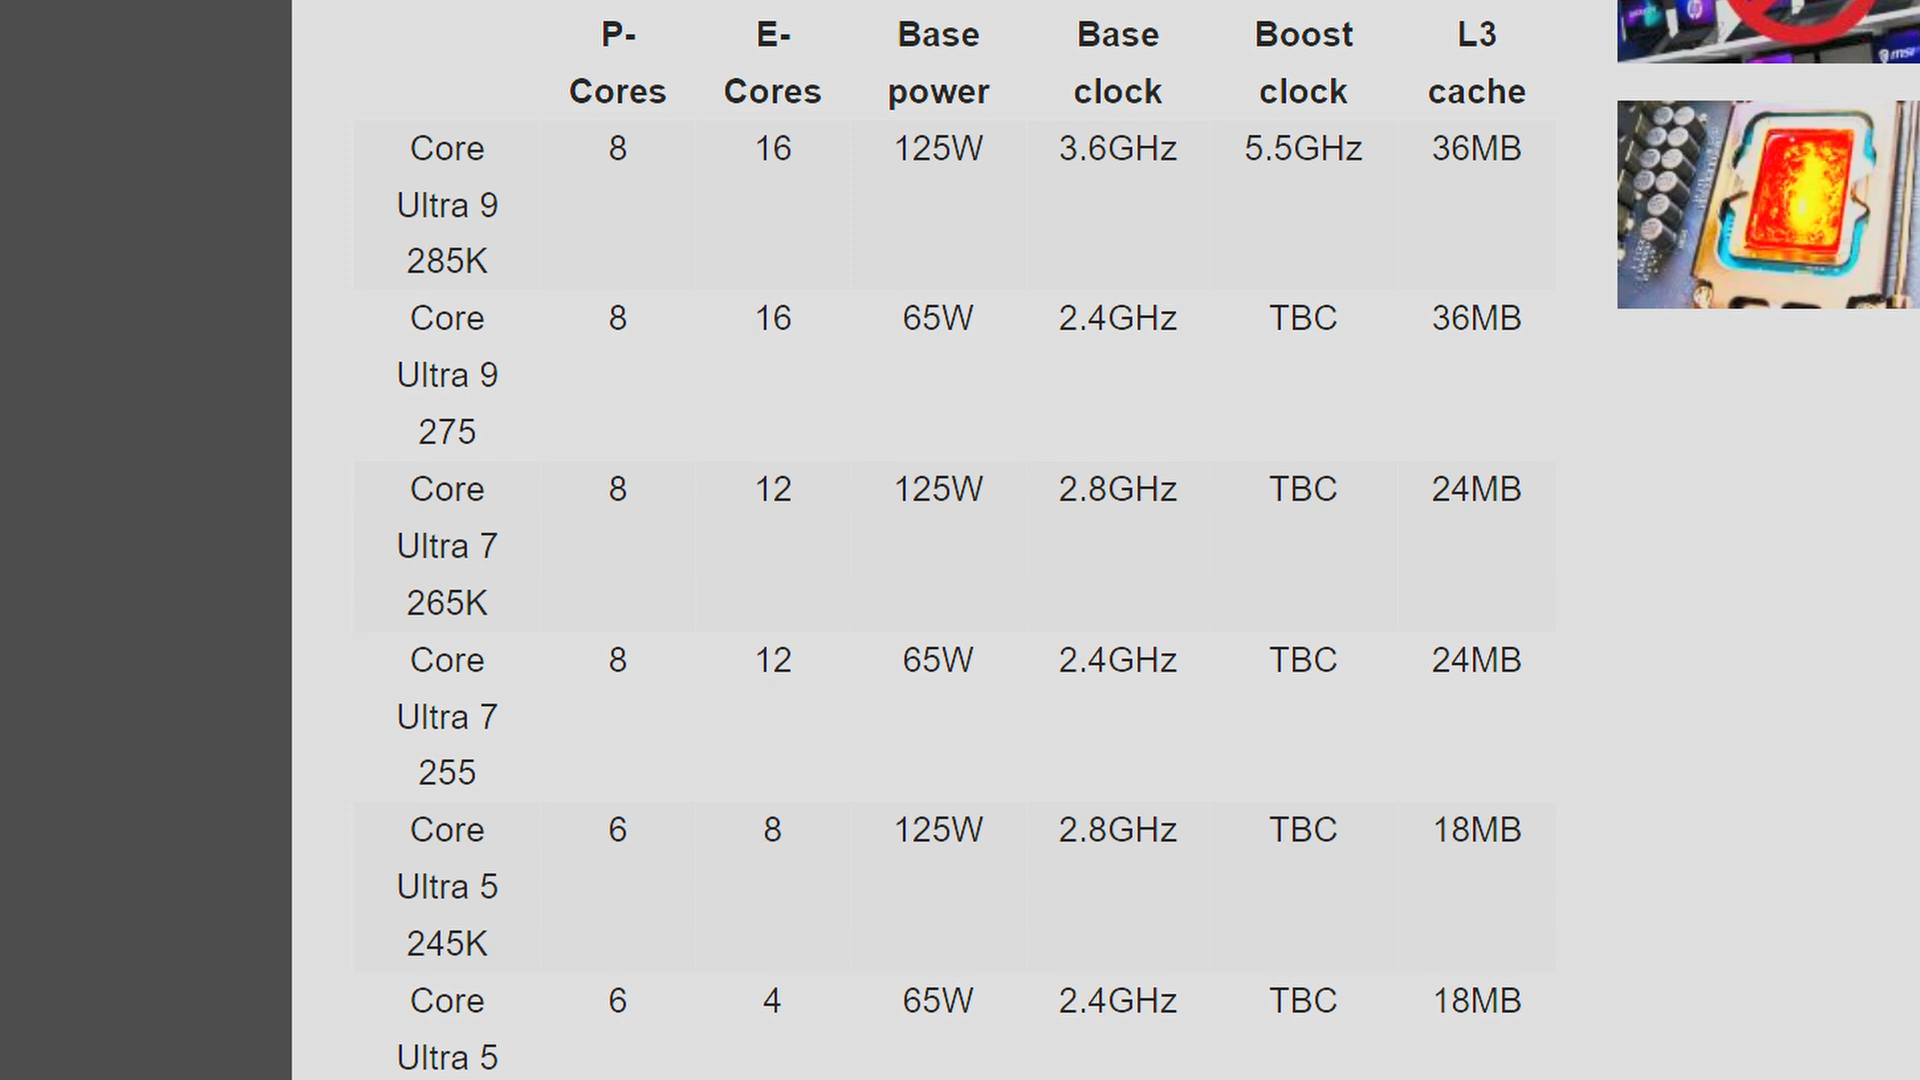 P- E- Base Base Boost L3
Cores Cores power clock clock cache
Core 8 16 125W 3.6GHz 5.5GHz 36MB
Ultra 9
285K
Core 8 16 65W 2.4GHz TBC 36MB
Ultra 9
275
Core 8 12 125W 2.8GHz TBC 24MB
Ultra 7
265K
Core 8 12 65W 2.4GHz TBC 24MB
Ultra 7
255
Core 6 8 125W 2.8GHz TBC 18MB
Ultra 5
245K
Core 6 4 65W 2.4GHz TBC 18MB
Ultra 5
msi